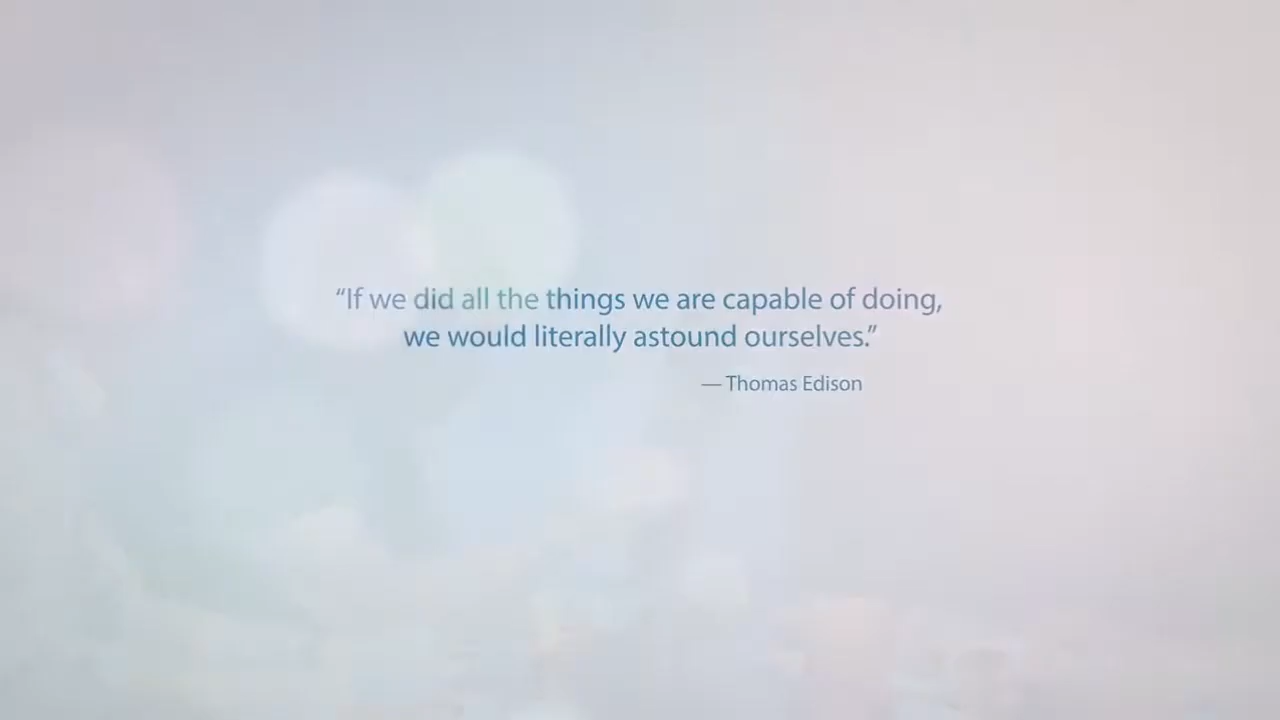 “If we did all the things we are capable of doing,
we would literally astound ourselves.”
— Thomas Edison